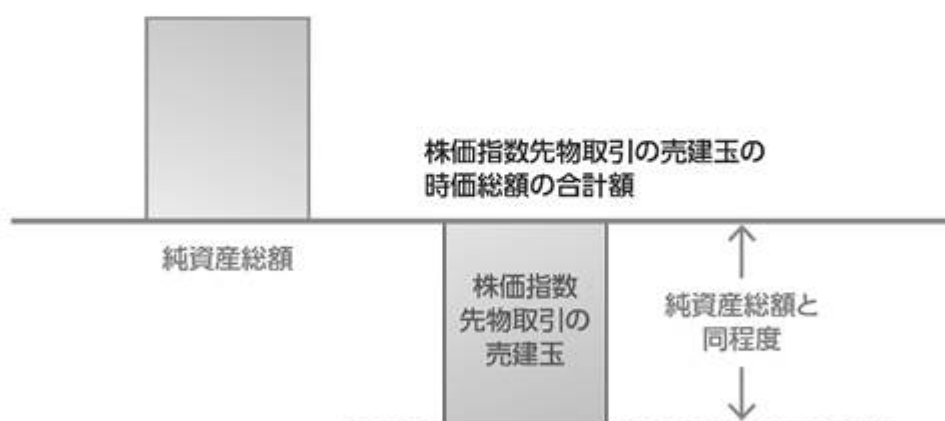 株価指数先物取引の売建玉の
時価総額の合計額
純資産総額
株価指数
先物取引の
売建玉
純資産総額と
同程度